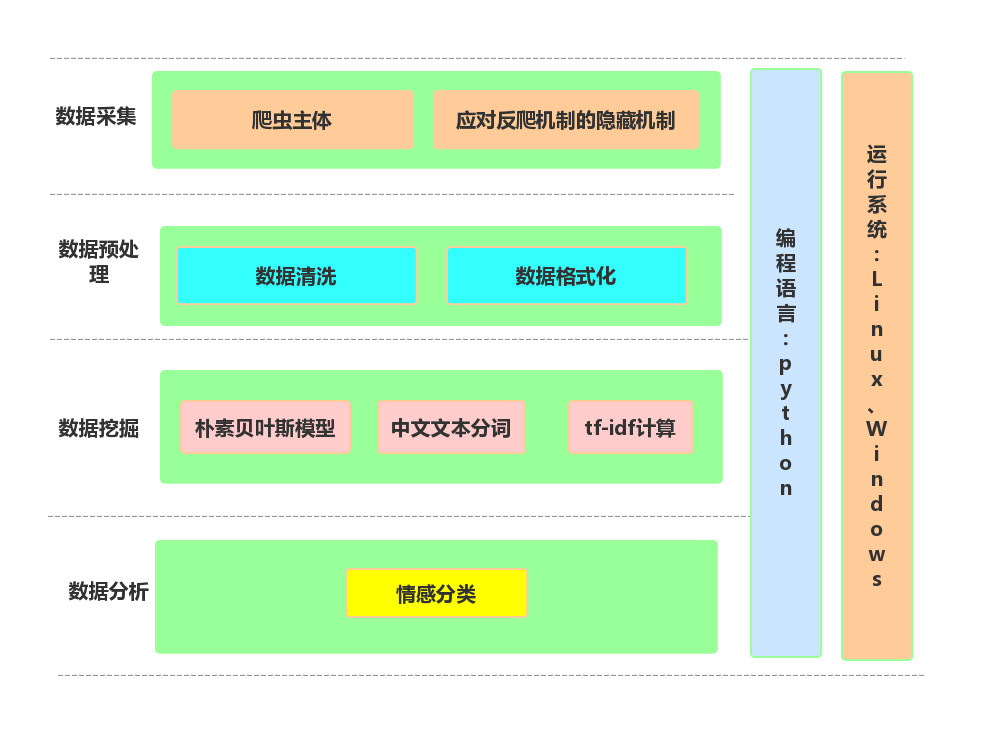 数据采集
爬虫主体
应对反爬机制的隐藏机制
数据预处
理
数据清洗
数据格式化
数据挖掘
朴素贝叶斯模型
中文文本分词
tf-idf计算
数据分析
情感分类
编程语言:python
运行系统:Linux、Windows